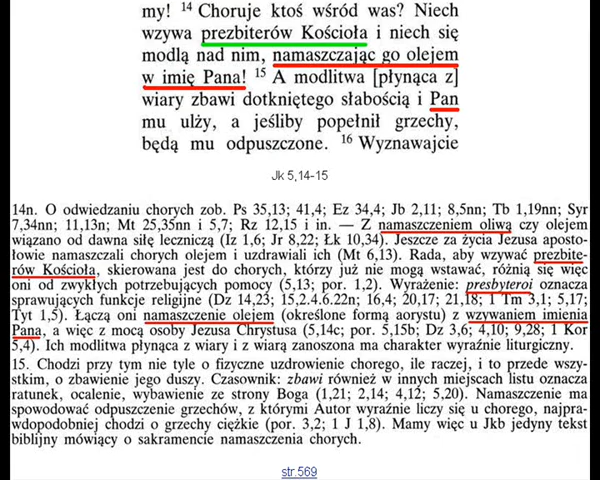 my! 14 Choruje ktoś wśród was? Niech
wzywa prezbiterów Kościoła i niech się
modlą nad nim, namaszczając go olejem
w imię Pana! 15 A modlitwa [płynąca z]
wiary zbawi dotkniętego słabością i Pan
mu ulży, a jeśliby popełnił grzechy,
będą mu odpuszczone. 16 Wyznawajcie
Jk 5,14-15
14n. O odwiedzaniu chorych zob. Ps 35,13; 41,4; Ez 34,4; Jb 2,11; 8,5nn; Tb 1,19nn; Syr
7,34nn; 11,13n; Mt 25,35nn i 5,7; Rz 12,15 i in. — Z namaszczeniem oliwą czy olejem
wiązano od dawna siłę leczniczą (Iz 1,6; Jr 8,22; Łk 10,34). Jeszcze za życia Jezusa aposto-
łowie namaszczali chorych olejem i uzdrawiali ich (Mt 6,13). Rada, aby wzywać prezbite-
rów Kościoła, skierowana jest do chorych, którzy już nie mogą wstawać, różnią się więc
oni od zwykłych potrzebujących pomocy (5,13; por. 1,2). Wyrażenie: presbyteroi oznacza
sprawujących funkcje religijne (Dz 14,23; 15,2.4.6.22n; 16,4; 20,17; 21,18; 1 Tm 3,1; 5,17;
Tyt 1,5). Łączą oni namaszczenie olejem (określone formą aorystu) z wzywaniem imienia
Pana, a więc z mocą osoby Jezusa Chrystusa (5,14c; por. 5,15b; Dz 3,6; 4,10; 9,28; 1 Kor
5,4). Ich modlitwa płynąca z wiary i z wiarą zanoszona ma charakter wyraźnie liturgiczny.
15. Chodzi przy tym nie tyle o fizyczne uzdrowienie chorego, ile raczej, i to przede wszy-
stkim, o zbawienie jego duszy. Czasownik: zbawi również w innych miejscach listu oznacza
ratunek, ocalenie, wybawienie ze strony Boga (1,21; 2,14; 4,12; 5,20). Namaszczenie ma
spowodować odpuszczenie grzechów, z którymi Autor wyraźnie liczy się u chorego, najpra-
wdopodobniej chodzi o grzechy ciężkie (por. 3,2; 1 J 1,8). Mamy więc u Jkb jedyny tekst
biblijny mówiący o sakramencie namaszczenia chorych.
str.569